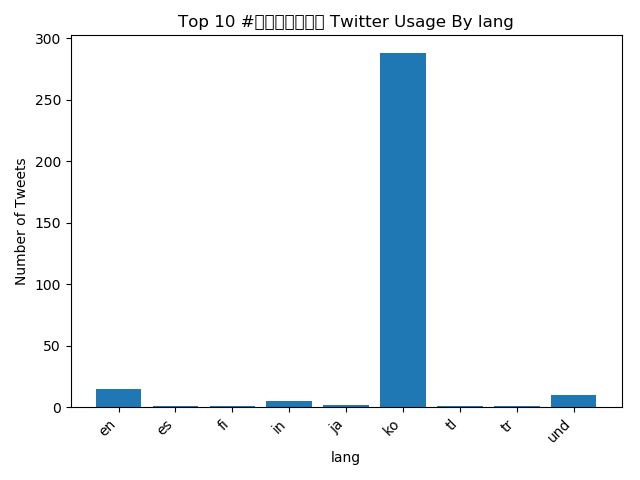 Top 10 #▯▯▯▯▯▯▯ Twitter Usage By lang
300
250
200
150
100
50
0
Number of Tweets
en es fi in ja ko tl tr und
lang